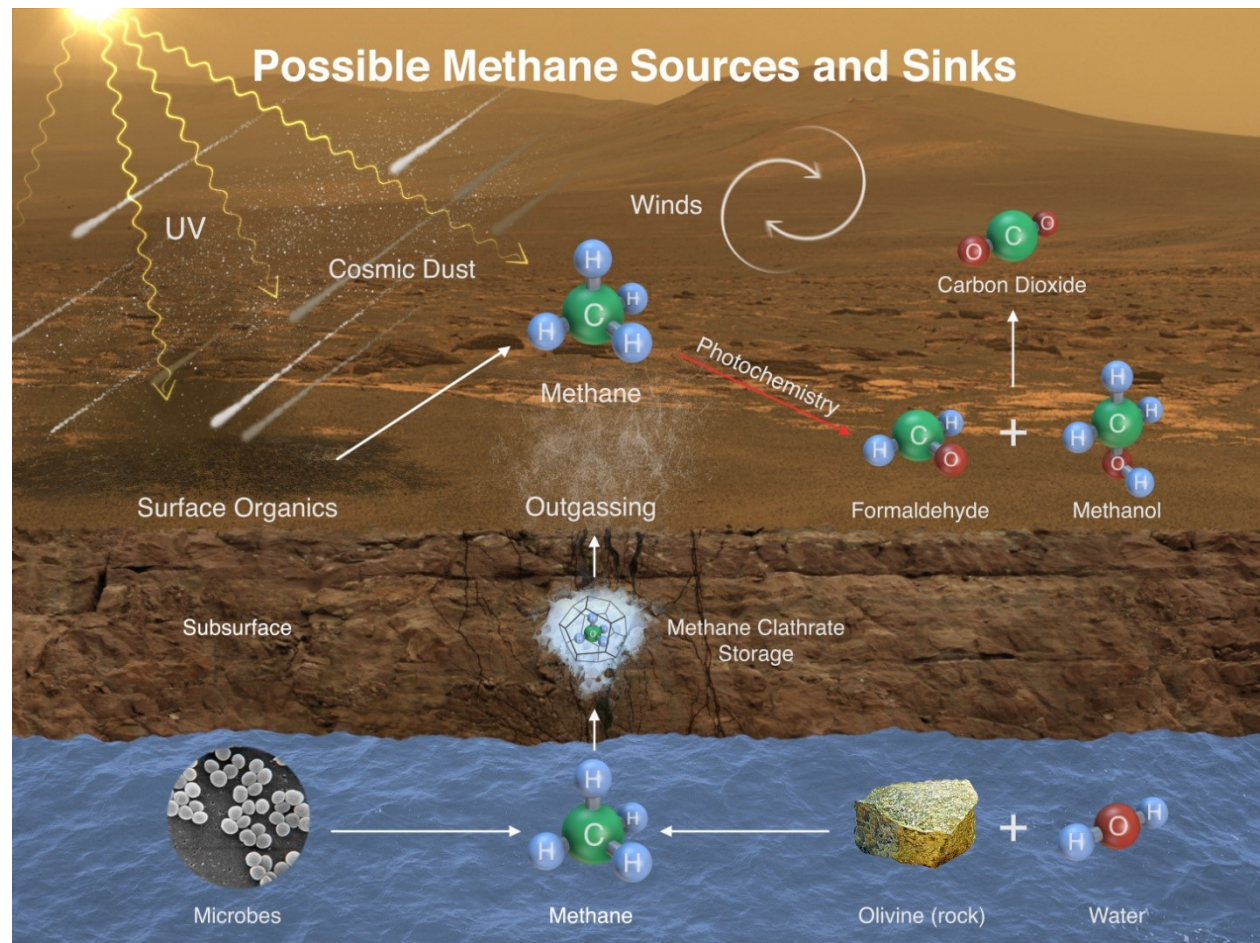 Possible Methane Sources and Sinks
UV
Cosmic Dust
Winds
C
O
O
Carbon Dioxide
H
H
C
H
H
Methane
Photochemistry
H
C
O
H
+
H
H
C
H
O
H
Surface Organics
Outgassing
Formaldehyde
Methanol
Subsurface
Methane Clathrate
Storage
H
H
C
H
H
+
H
O
H
Microbes
Methane
Olivine (rock)
Water